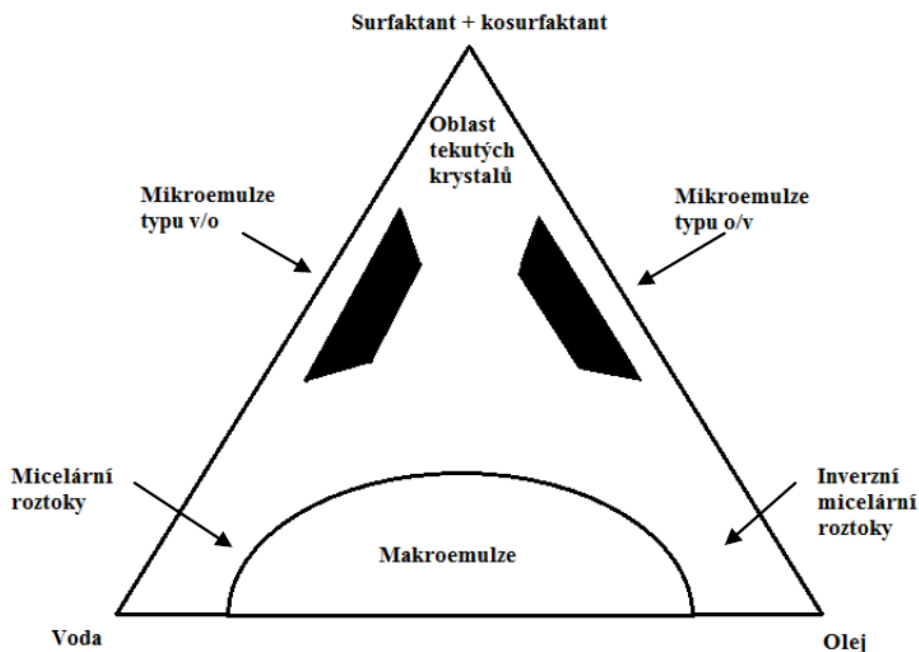 Surfaktant + kosurfaktant
Oblast
tekutých
krystalů
Mikroemulze
typu v/o
Mikroemulze
typu o/v
Micelární
roztoky
Inverzní
micelární
roztoky
Makroemulze
Voda
Olej